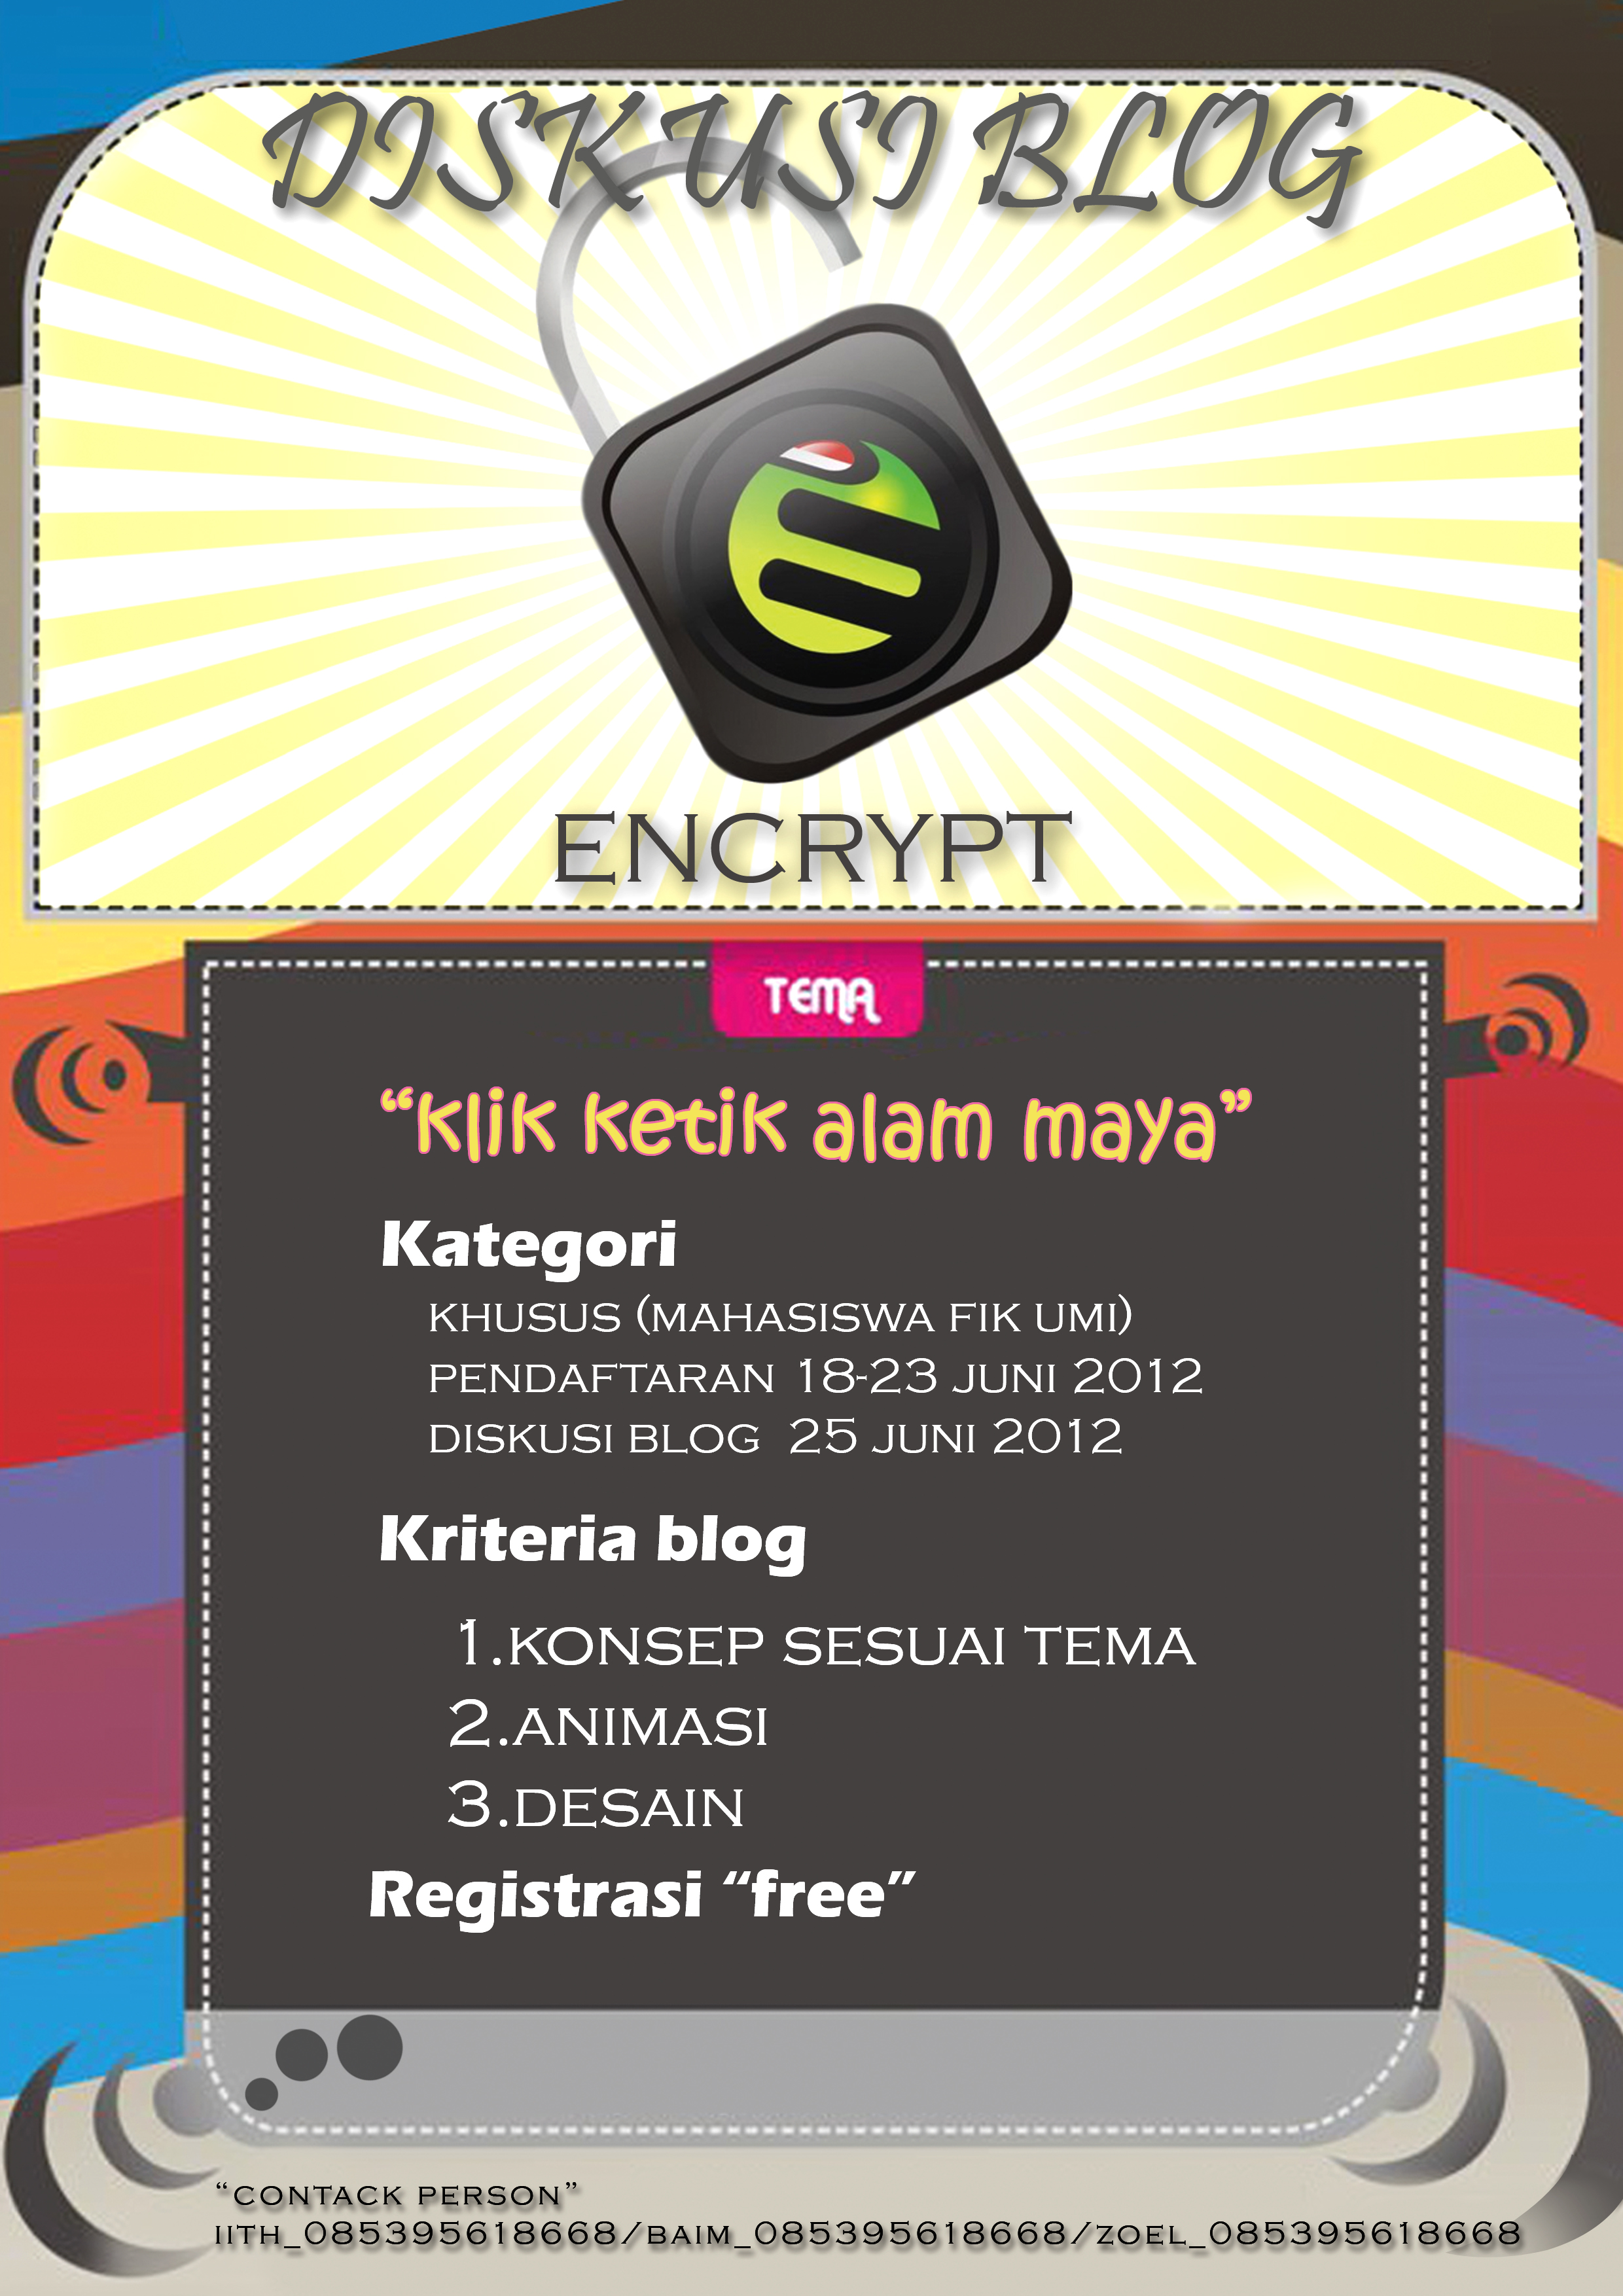 DISKUSI BLOG
ENCRYPT
TEMA
“klik ketik alam maya”
Kategori
KHUSUS (MAHASISWA FIK UMI)
PENDAFTARAN 18-23 JUNI 2012
DISKUSI BLOG 25 JUNI 2012
Kriteria blog
1.KONSEP SESUAI TEMA
2.ANIMASI
3.DESAIN
Registrasi “free”
“CONTACK PERSON”
IITH_085395618668/BAIM_085395618668/ZOEL_085395618668